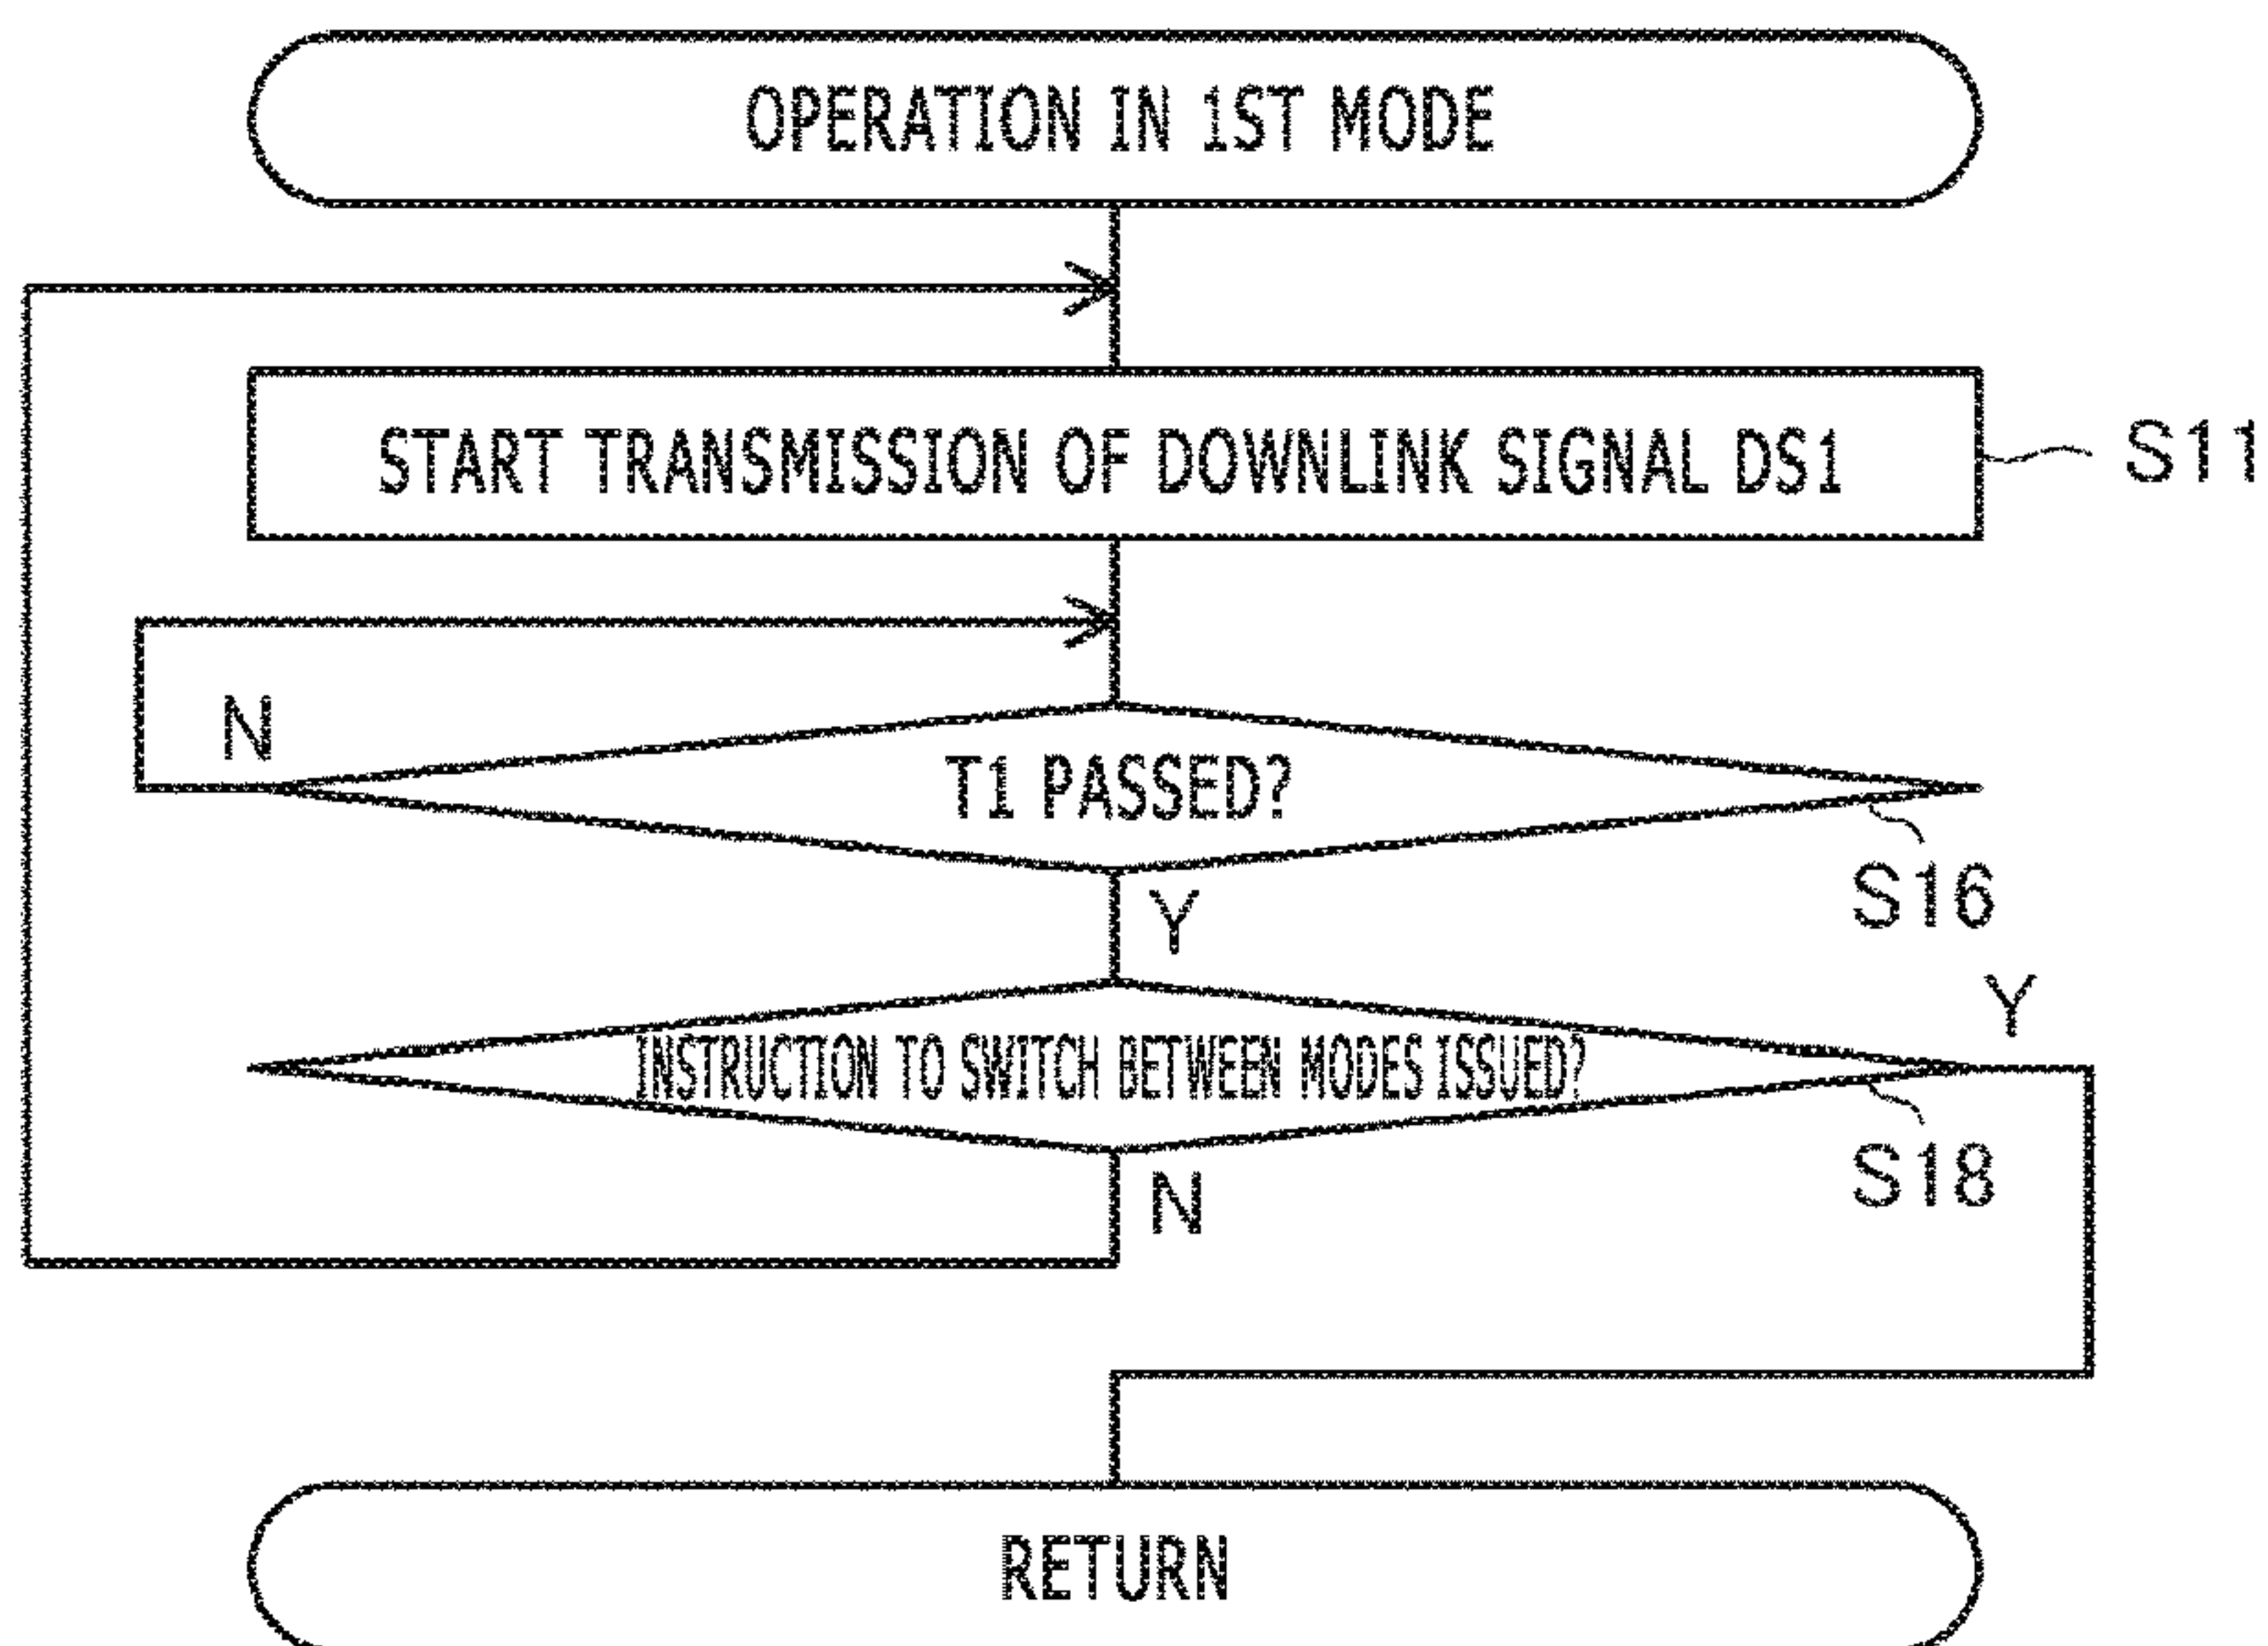 OPERATION IN 1ST MODE
START TRANSMISSION OF DOWNLINK SIGNAL DS1
S11
N
T1 PASSED?
S16
Y
Y
INSTRUCTION TO SWITCH BETWEEN MODES ISSUED?
S18
N
RETURN